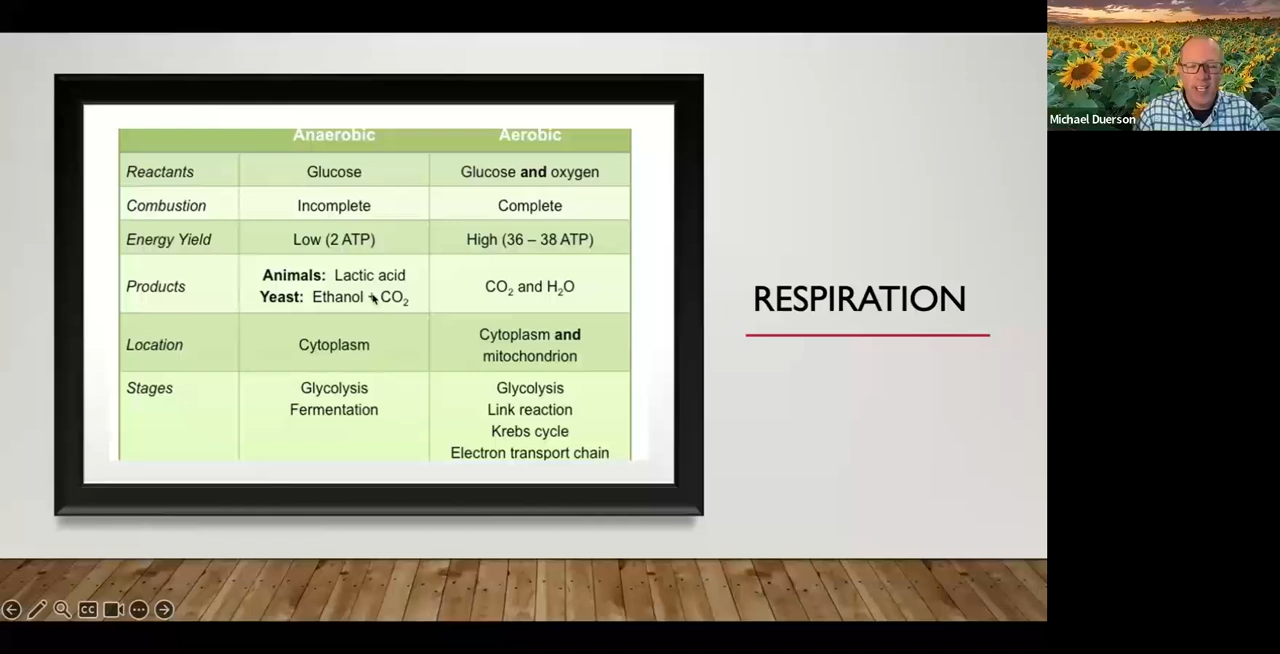 Anaerobic Aerobic
Reactants Glucose Glucose and oxygen
Combustion Incomplete Complete
Energy Yield Low (2 ATP) High (36 – 38 ATP)
Products Animals: Lactic acid CO₂ and H₂O
Yeast: Ethanol + CO₂
Location Cytoplasm Cytoplasm and
mitochondrion
Stages Glycolysis Glycolysis
Fermentation Link reaction
Krebs cycle
Electron transport chain
RESPIRATION
Michael Duerson
CC